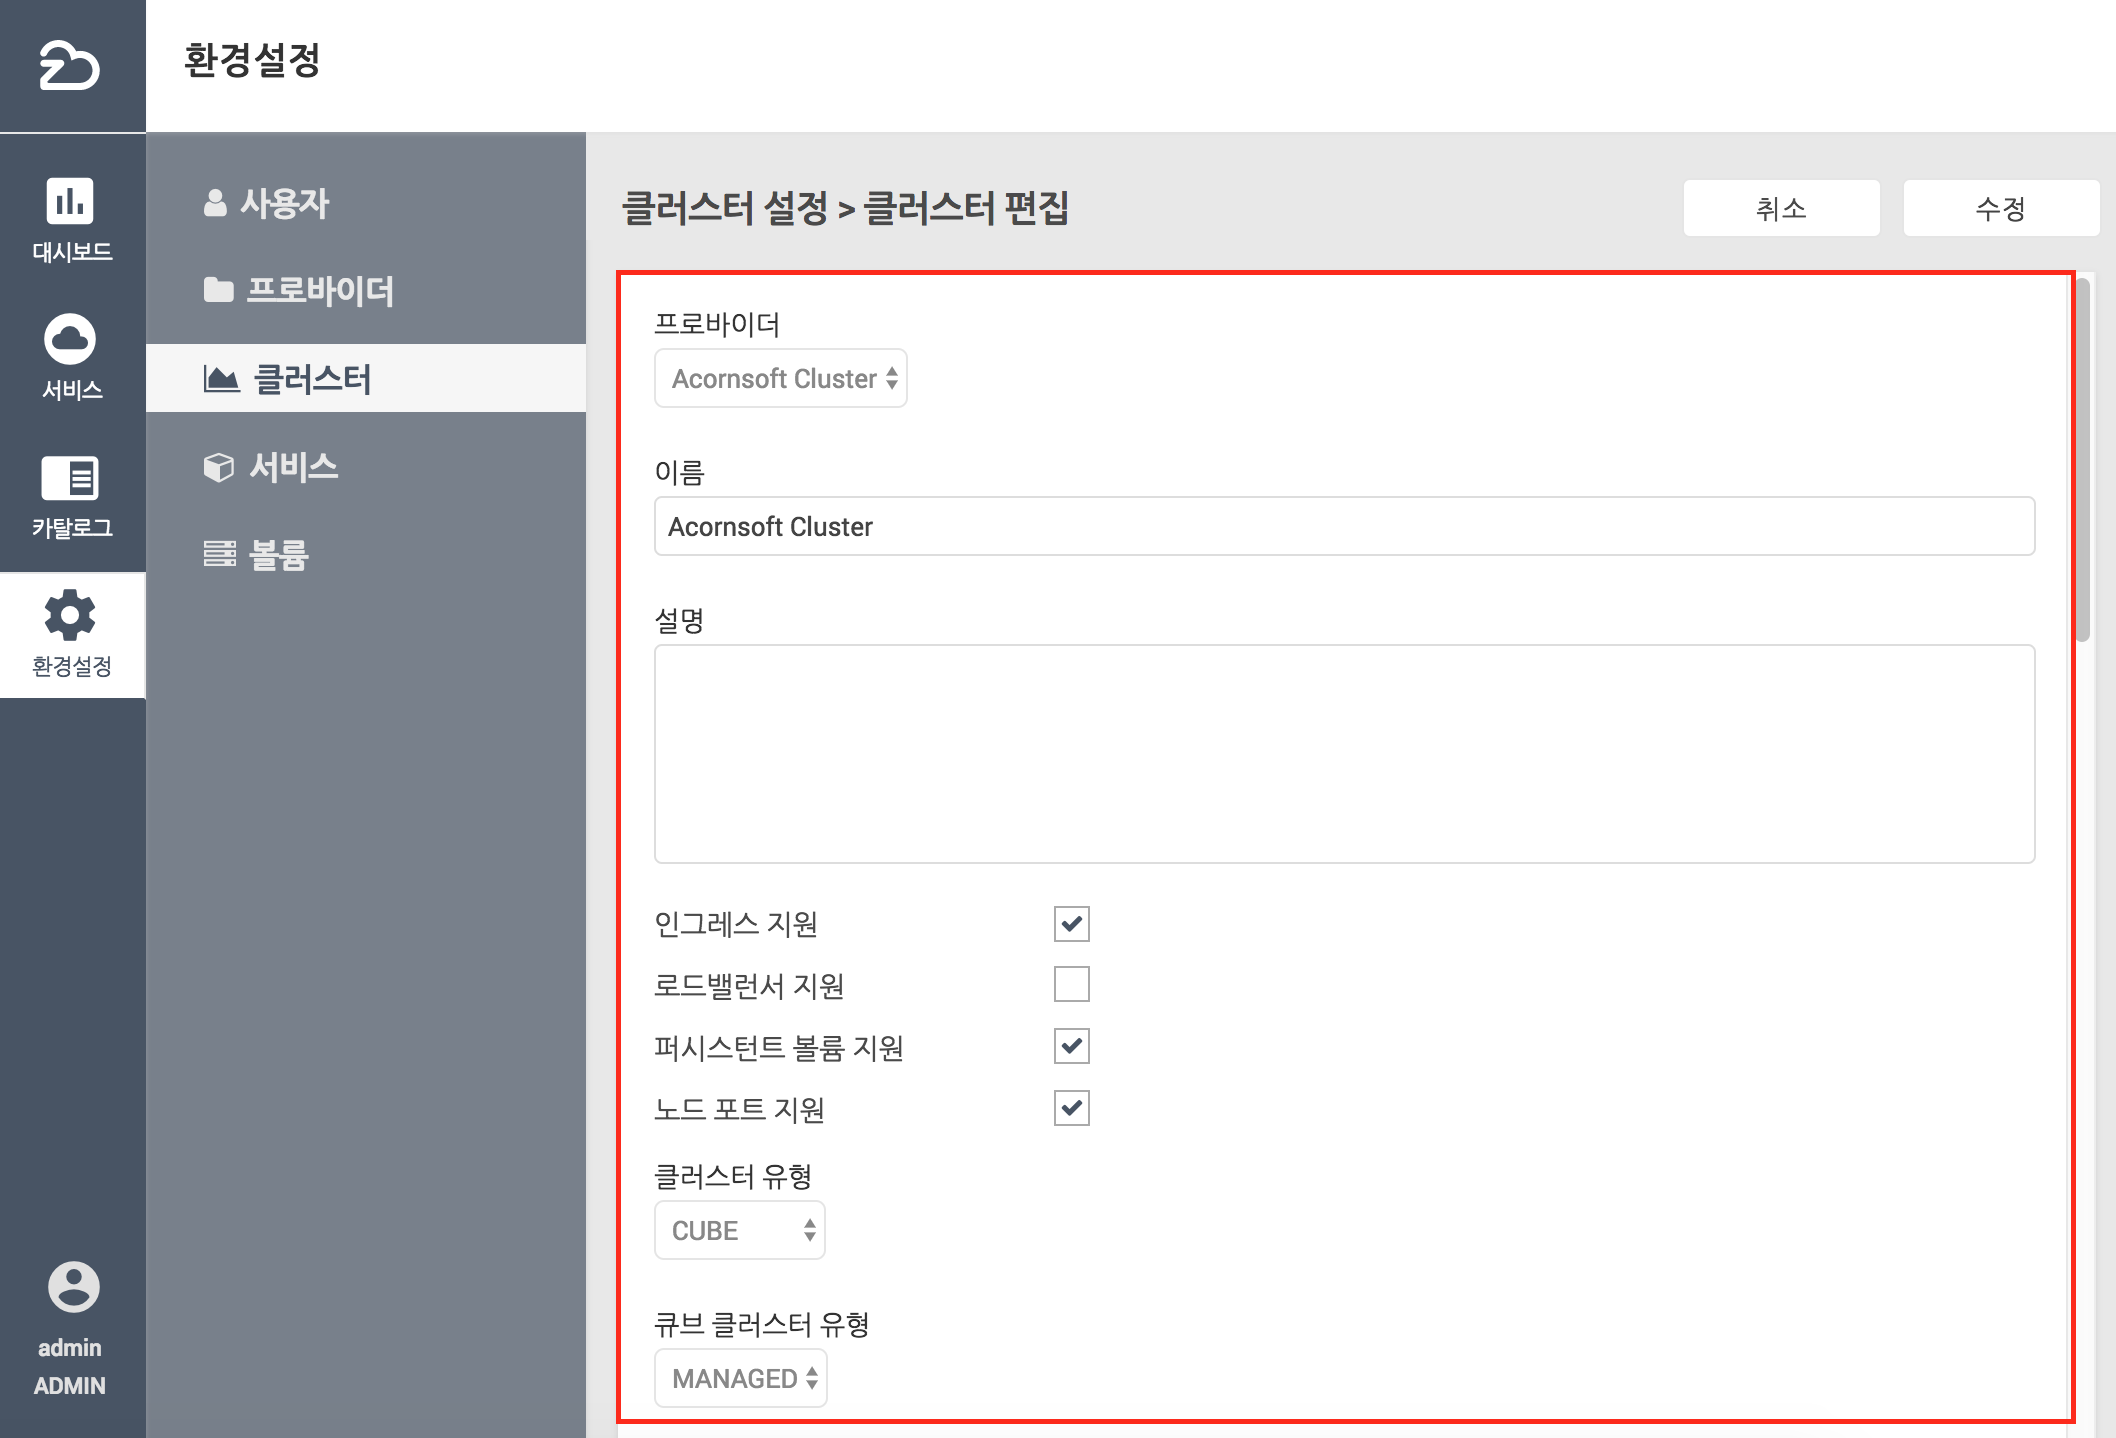 환경설정
대시보드
서비스
카탈로그
환경설정
admin
ADMIN
사용자
프로바이더
클러스터
서비스
볼륨
클러스터 설정 > 클러스터 편집
취소
수정
프로바이더
Acornsoft Cluster
이름
Acornsoft Cluster
설명
인그레스 지원
로드밸런서 지원
퍼시스턴트 볼륨 지원
노드 포트 지원
클러스터 유형
CUBE
큐브 클러스터 유형
MANAGED